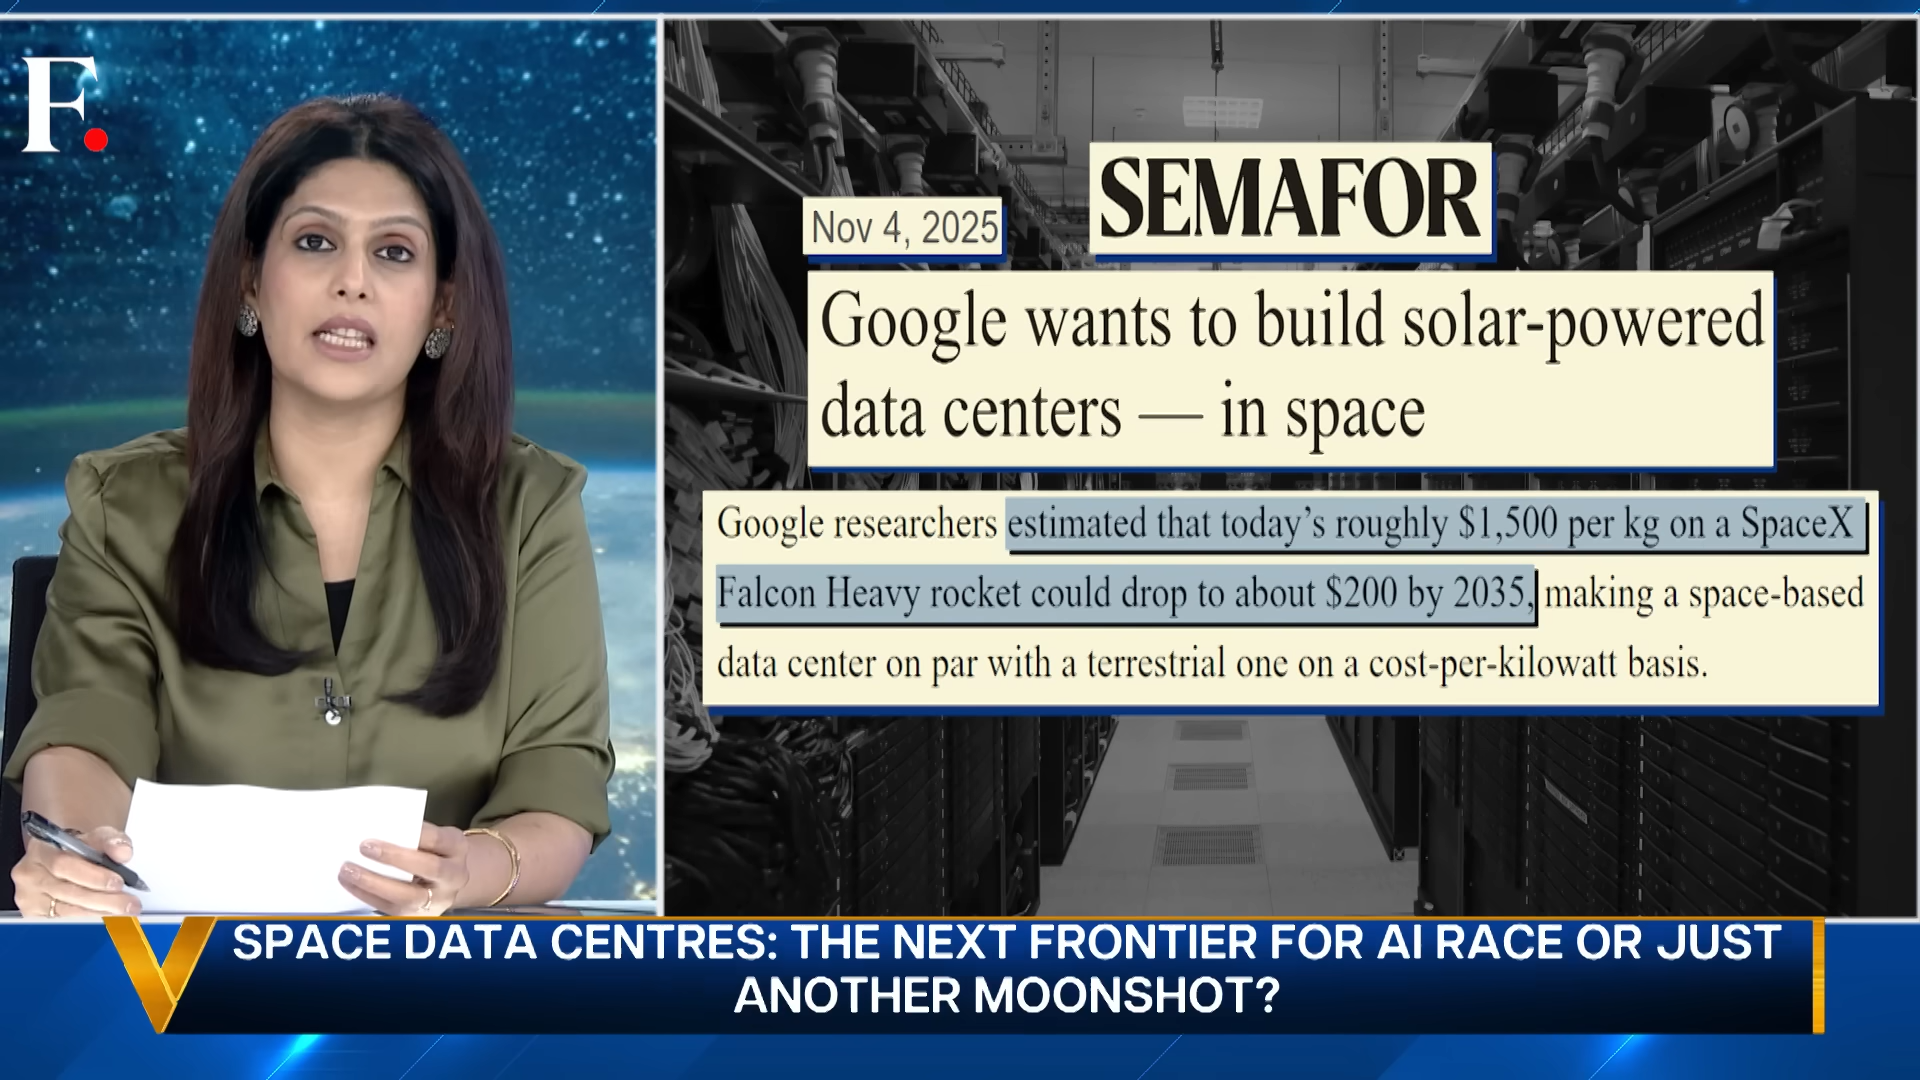 F.
Nov 4, 2025
SEMAFOR
Google wants to build solar-powered
data centers — in space
Google researchers estimated that today's roughly $1,500 per kg on a SpaceX
Falcon Heavy rocket could drop to about $200 by 2035, making a space-based
data center on par with a terrestrial one on a cost-per-kilowatt basis.
V
SPACE DATA CENTRES: THE NEXT FRONTIER FOR AI RACE OR JUST
ANOTHER MOONSHOT?